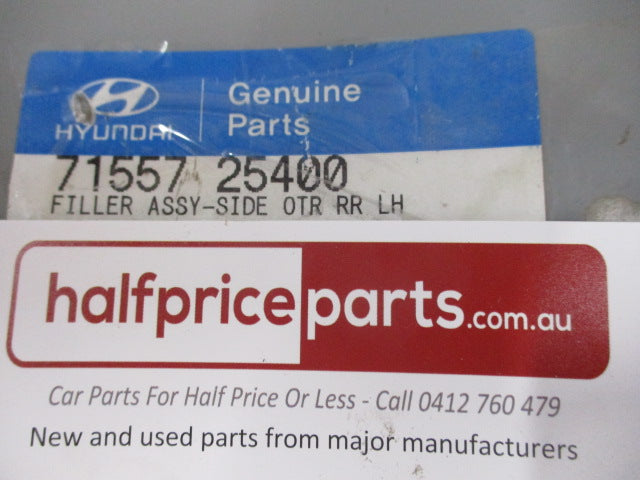 HYUNDAI
Genuine
Parts
71557 25400
FILLER ASSY-SIDE OTR RR LH
halfpriceparts.com.au
Car Parts For Half Price Or Less - Call 0412 760 479
New and used parts from major manufacturers